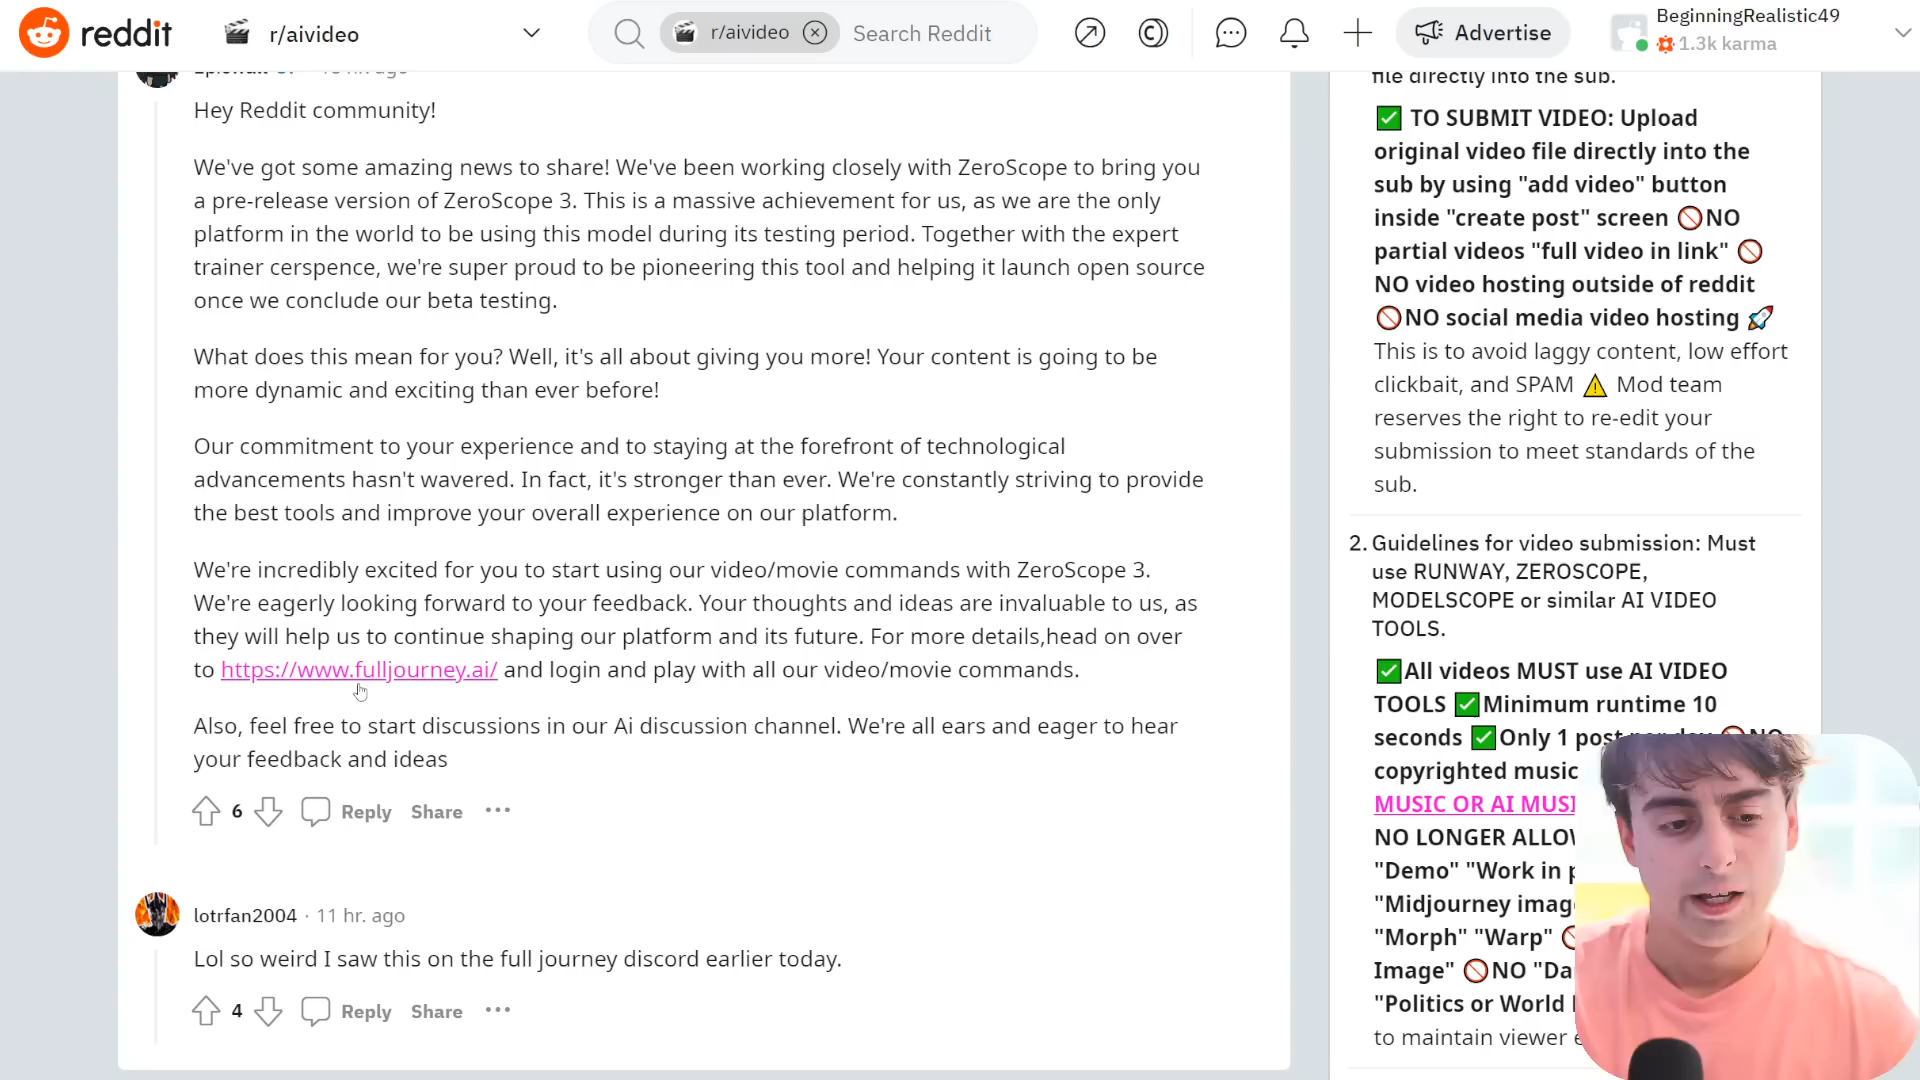 reddit
r/aivideo
r/aivideo
Search Reddit
Advertise
BeginningRealistic49
1.3k karma
Hey Reddit community!
We've got some amazing news to share! We've been working closely with ZeroScope to bring you
a pre-release version of ZeroScope 3. This is a massive achievement for us, as we are the only
platform in the world to be using this model during its testing period. Together with the expert
trainer cerspence, we're super proud to be pioneering this tool and helping it launch open source
once we conclude our beta testing.
What does this mean for you? Well, it's all about giving you more! Your content is going to be
more dynamic and exciting than ever before!
Our commitment to your experience and to staying at the forefront of technological
advancements hasn't wavered. In fact, it's stronger than ever. We're constantly striving to provide
the best tools and improve your overall experience on our platform.
We're incredibly excited for you to start using our video/movie commands with ZeroScope 3.
We're eagerly looking forward to your feedback. Your thoughts and ideas are invaluable to us, as
they will help us to continue shaping our platform and its future. For more details,head on over
to https://www.fulljourney.ai/ and login and play with all our video/movie commands.
Also, feel free to start discussions in our Ai discussion channel. We're all ears and eager to hear
your feedback and ideas
6 Reply Share
lotrfan2004 · 11 hr. ago
Lol so weird I saw this on the full journey discord earlier today.
4 Reply Share
file directly into the sub.
✅ TO SUBMIT VIDEO: Upload
original video file directly into the
sub by using "add video" button
inside "create post" screen 🚫NO
partial videos "full video in link" 🚫
NO video hosting outside of reddit
🚫NO social media video hosting 🚀
This is to avoid laggy content, low effort
clickbait, and SPAM ⚠️ Mod team
reserves the right to re-edit your
submission to meet standards of the
sub.
2. Guidelines for video submission: Must
use RUNWAY, ZEROSCOPE,
MODELSCOPE or similar AI VIDEO
TOOLS.
✅All videos MUST use AI VIDEO
TOOLS ✅Minimum runtime 10
seconds ✅Only 1 post per day 🚫NO
copyrighted music
MUSIC OR AI MUSI
NO LONGER ALLOW
"Demo" "Work in p
"Midjourney imag
"Morph" "Warp" 🚫
Image" 🚫NO "Da
"Politics or World
to maintain viewer